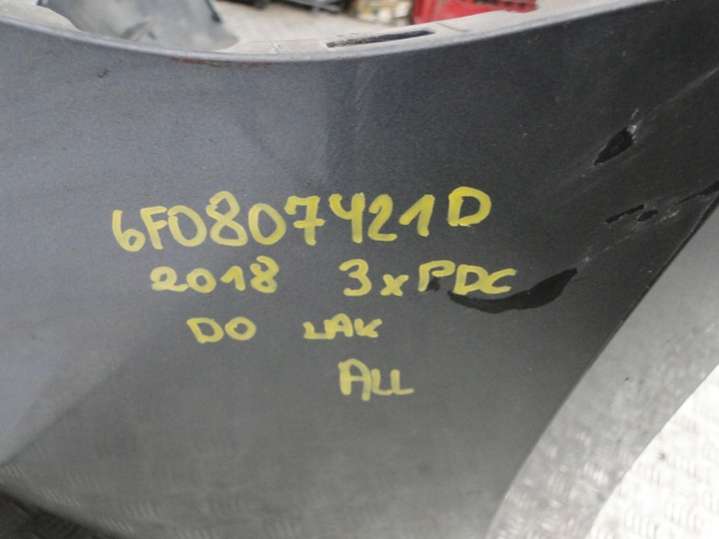 6F0807421D
2018 3xPDC
DO LAK
ALL